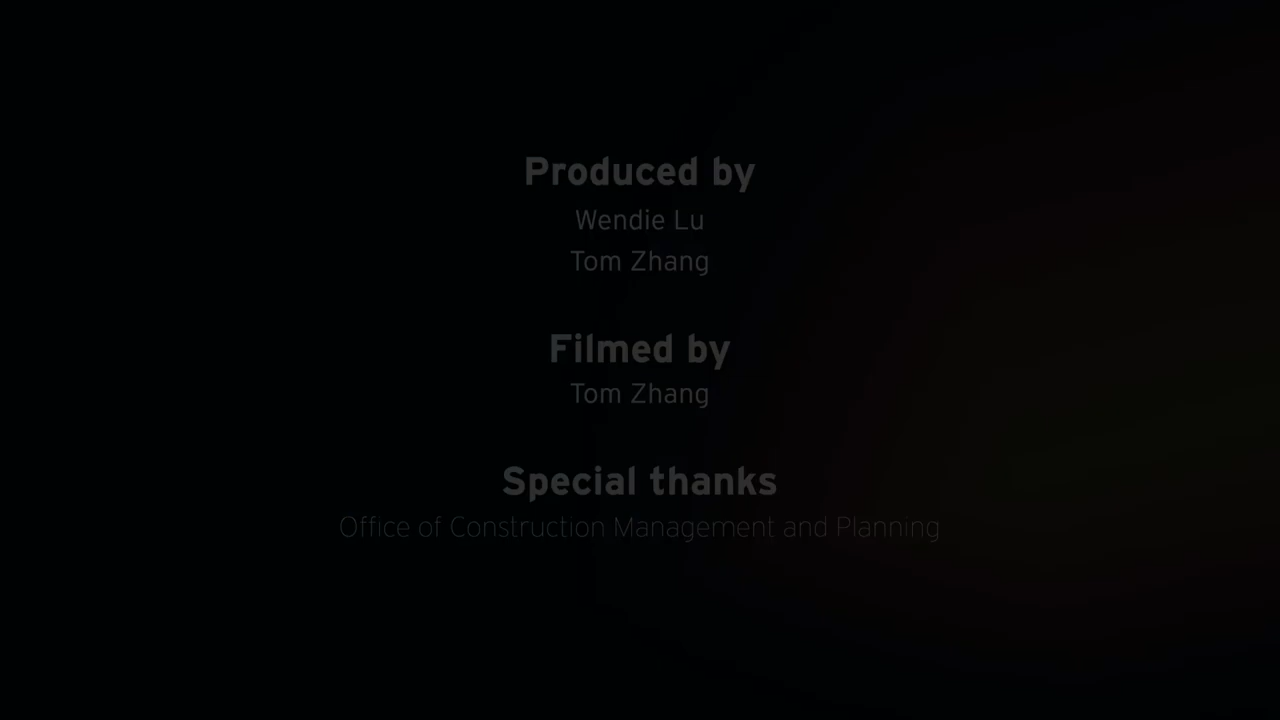 Produced by
Wendie Lu
Tom Zhang
Filmed by
Tom Zhang
Special thanks
Office of Construction Management and Planning